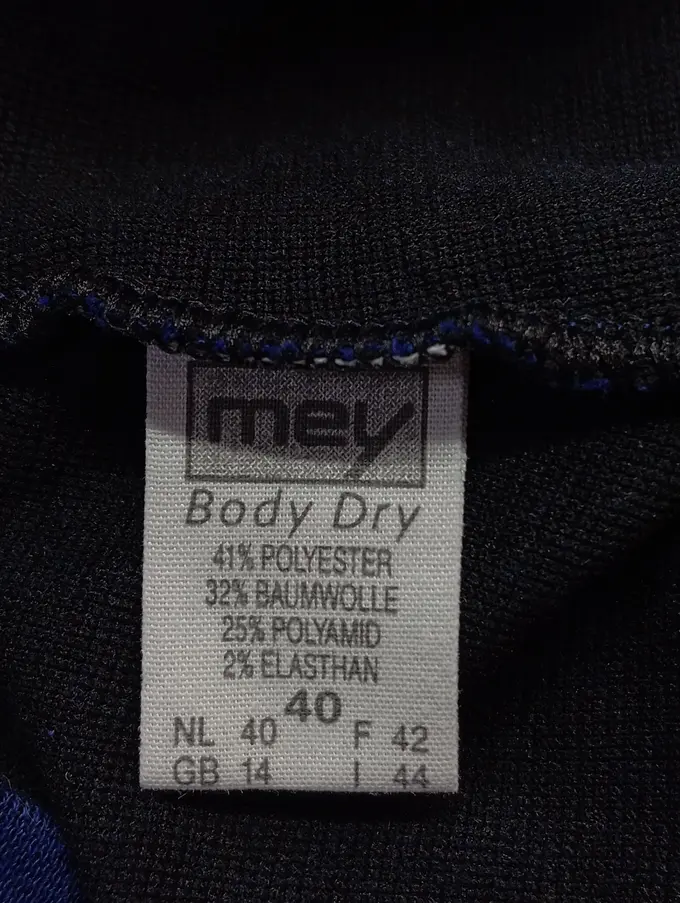 mey
Body Dry
41% POLYESTER
32% BAUMWOLLE
25% POLYAMID
2% ELASTHAN
40
NL 40 F 42
GB 14 I 44